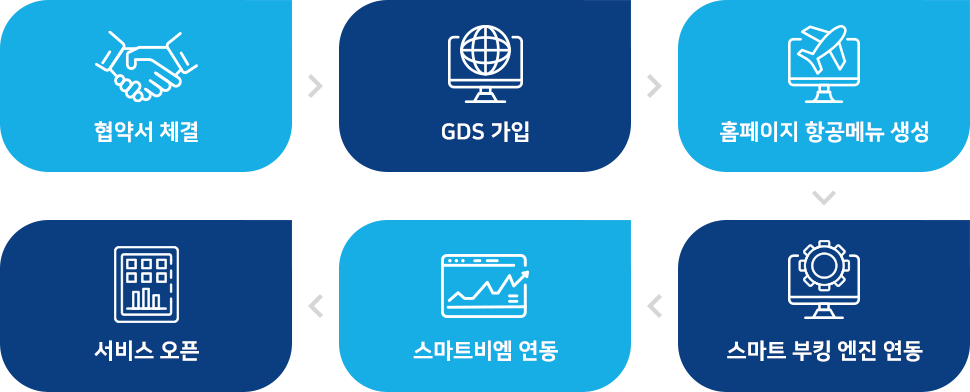 협약서 체결
GDS 가입
홈페이지 항공메뉴 생성
스마트 부킹 엔진 연동
스마트비엠 연동
서비스 오픈